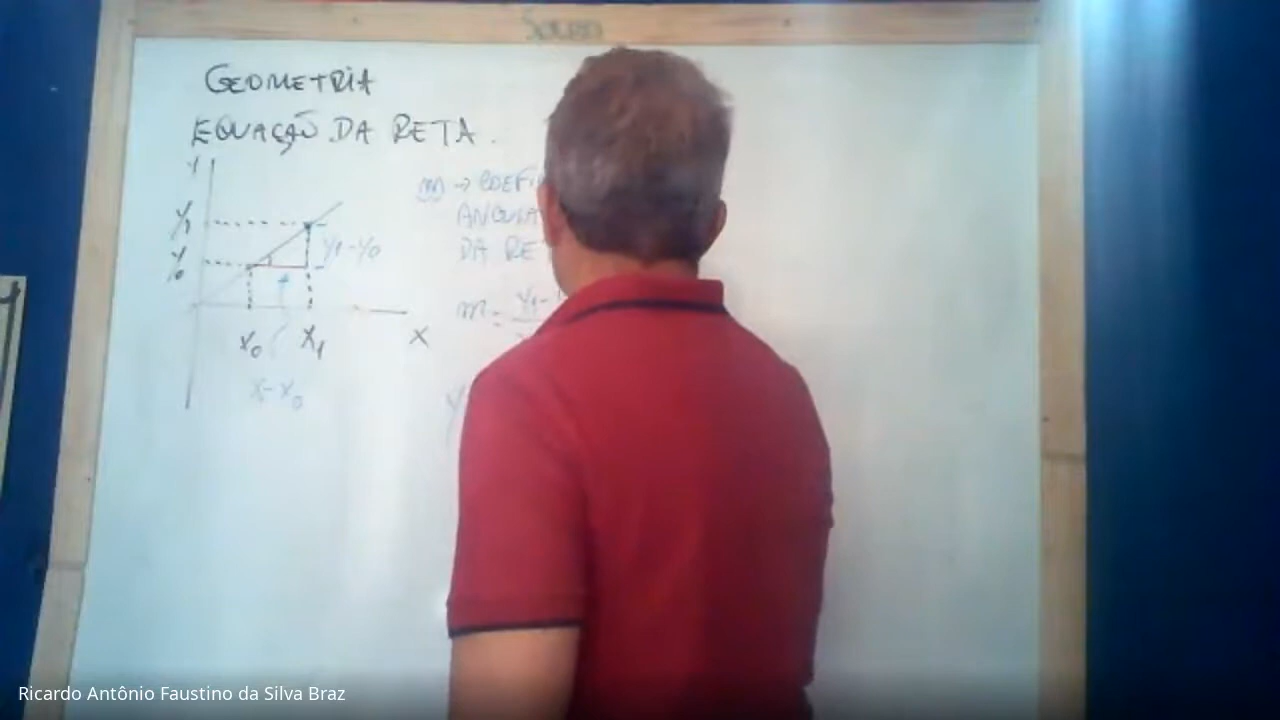 GEOMETRIA
EQUAÇÃO DA RETA.
Y
m → COEFI
Y1
ANGULA
Y1-Y0
DA RE
Y0
m = Y1-
X0 X1 X
X-X0
Y
Ricardo Antônio Faustino da Silva Braz